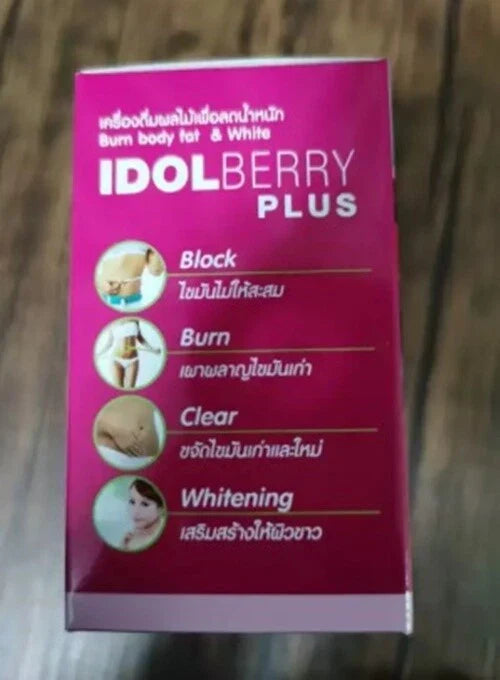 เครื่องดื่มผลไม้เพื่อลดน้ำหนัก
Burn body fat & White
IDOLBERRY
PLUS
Block
ไขมันไม่ให้สะสม
Burn
เผาผลาญไขมันเก่า
Clear
ขจัดไขมันเก่าและใหม่
Whitening
เสริมสร้างให้ผิวขาว